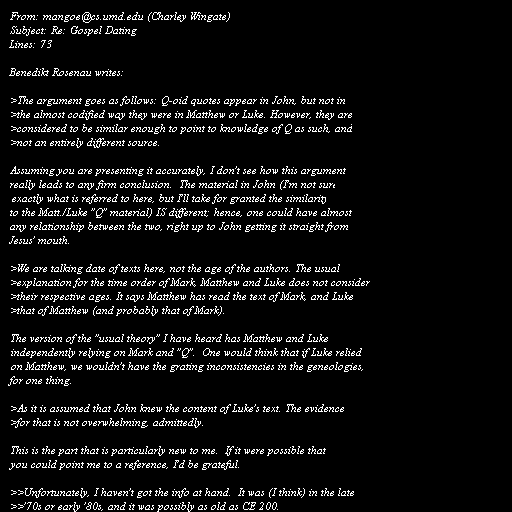 From: mangoe@cs.umd.edu (Charley Wingate)
Subject: Re: Gospel Dating
Lines: 73

Benedikt Rosenau writes:

>The argument goes as follows: Q-oid quotes appear in John, but not in
>the almost codified way they were in Matthew or Luke. However, they are
>considered to be similar enough to point to knowledge of Q as such, and
>not an entirely different source.

Assuming you are presenting it accurately, I don't see how this argument
really leads to any firm conclusion.  The material in John (I'm not sure
exactly what is referred to here, but I'll take for granted the similarity
to the Matt./Luke "Q" material) IS different; hence, one could have almost
any relationship between the two, right up to John getting it straight from
Jesus' mouth.

>We are talking date of texts here, not the age of the authors. The usual
>explanation for the time order of Mark, Matthew and Luke does not consider
>their respective ages. It says Matthew has read the text of Mark, and Luke
>that of Matthew (and probably that of Mark).

The version of the "usual theory" I have heard has Matthew and Luke
independently relying on Mark and "Q".  One would think that if Luke relied
on Matthew, we wouldn't have the grating inconsistencies in the geneologies,
for one thing.

>As it is assumed that John knew the content of Luke's text. The evidence
>for that is not overwhelming, admittedly.

This is the part that is particularly new to me.  If it were possible that
you could point me to a reference, I'd be grateful.

>>Unfortunately, I haven't got the info at hand.  It was (I think) in the late
>>'70s or early '80s, and it was possibly as old as CE 200.